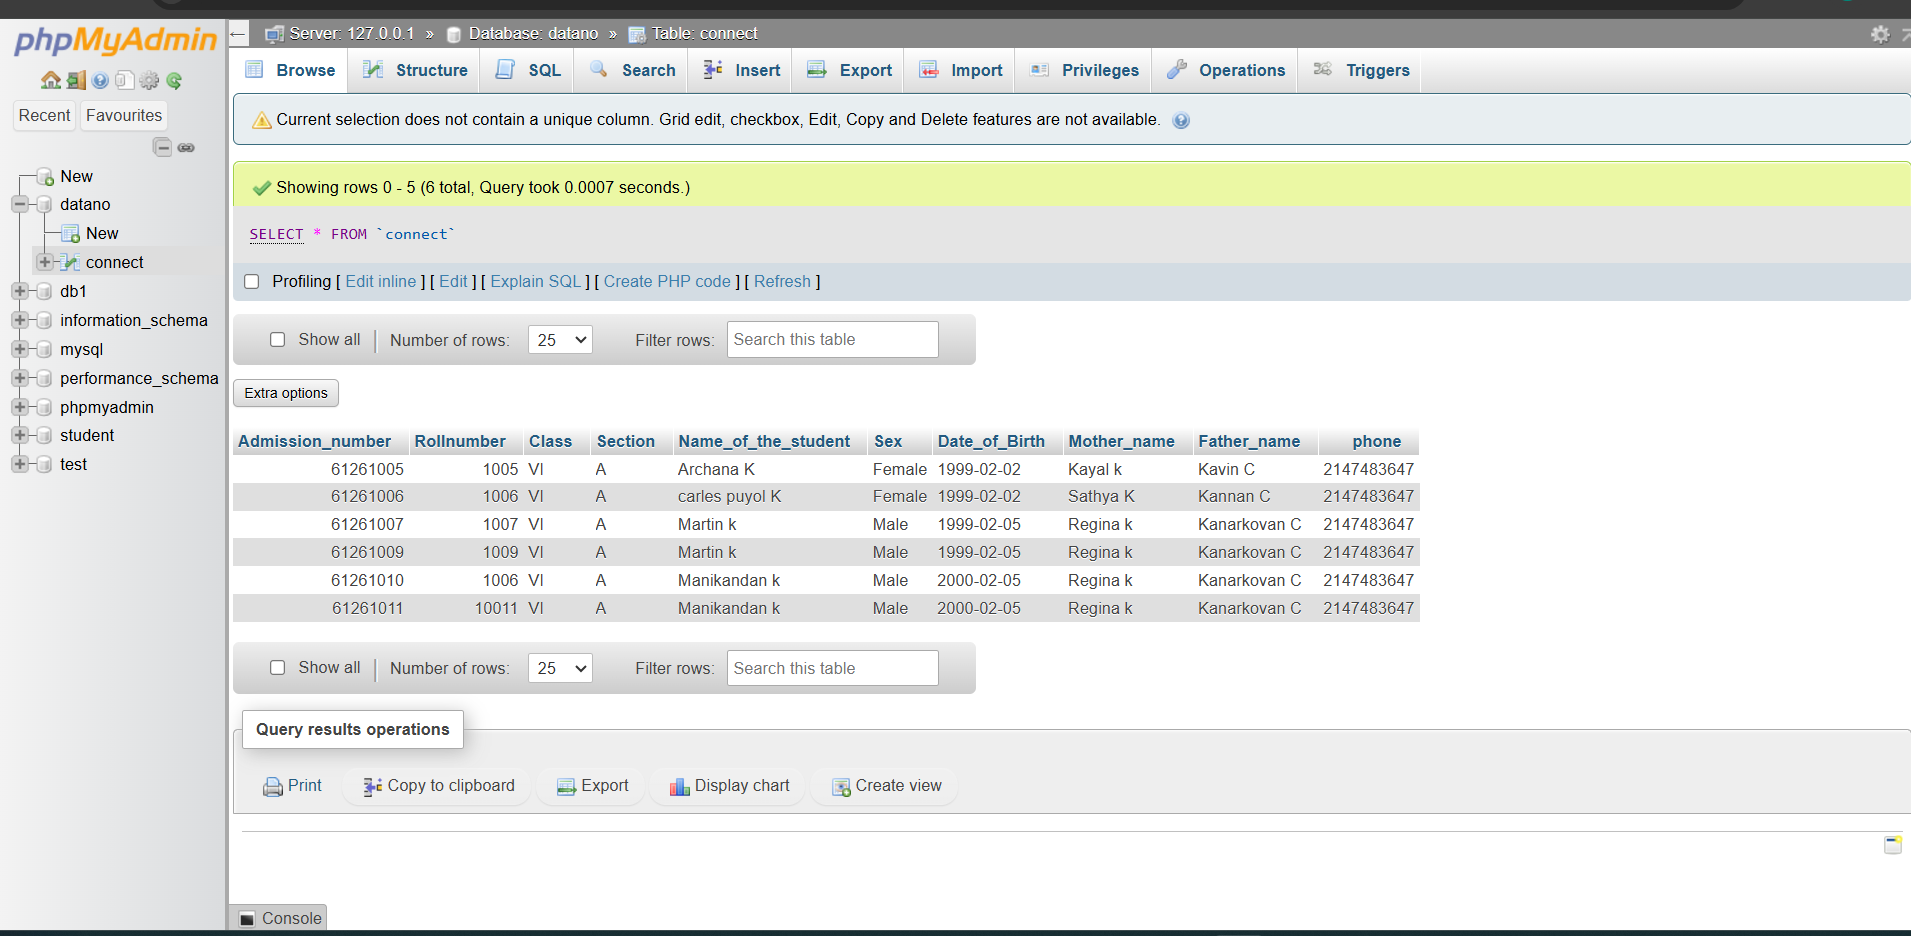 phpMyAdmin
Recent Favourites
New
datano
New
connect
db1
information_schema
mysql
performance_schema
phpmyadmin
student
test
← Server: 127.0.0.1 » Database: datano » Table: connect
Browse Structure SQL Search Insert Export Import Privileges Operations Triggers
Current selection does not contain a unique column. Grid edit, checkbox, Edit, Copy and Delete features are not available.
Showing rows 0 - 5 (6 total, Query took 0.0007 seconds.)
SELECT * FROM `connect`
Profiling [ Edit inline ] [ Edit ] [ Explain SQL ] [ Create PHP code ] [ Refresh ]
Show all Number of rows: 25 Filter rows: Search this table
Extra options
Admission_number Rollnumber Class Section Name_of_the_student Sex Date_of_Birth Mother_name Father_name phone
61261005 1005 VI A Archana K Female 1999-02-02 Kayal k Kavin C 2147483647
61261006 1006 VI A carles puyol K Female 1999-02-02 Sathya K Kannan C 2147483647
61261007 1007 VI A Martin k Male 1999-02-05 Regina k Kanarkovan C 2147483647
61261009 1009 VI A Martin k Male 1999-02-05 Regina k Kanarkovan C 2147483647
61261010 1006 VI A Manikandan k Male 2000-02-05 Regina k Kanarkovan C 2147483647
61261011 10011 VI A Manikandan k Male 2000-02-05 Regina k Kanarkovan C 2147483647
Show all Number of rows: 25 Filter rows: Search this table
Query results operations
Print Copy to clipboard Export Display chart Create view
Console